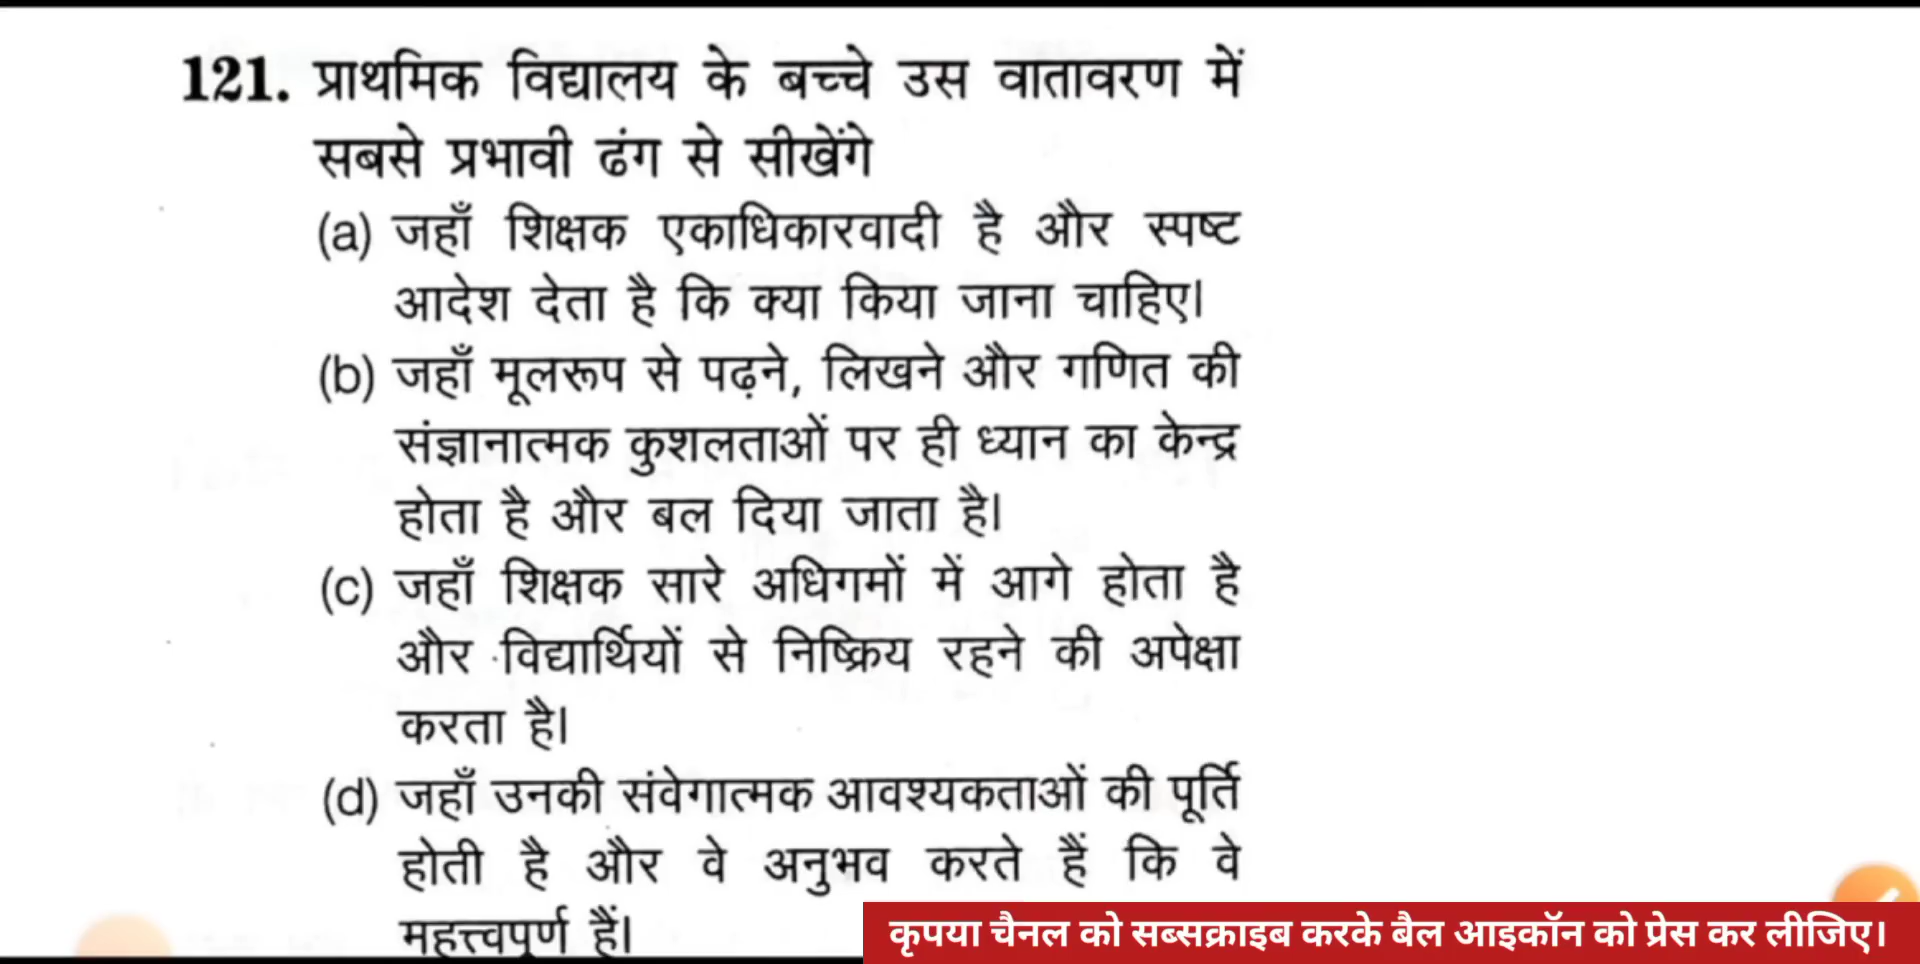 121. प्राथमिक विद्यालय के बच्चे उस वातावरण में
सबसे प्रभावी ढंग से सीखेंगे
(a) जहाँ शिक्षक एकाधिकारवादी है और स्पष्ट
आदेश देता है कि क्या किया जाना चाहिए।
(b) जहाँ मूलरूप से पढ़ने, लिखने और गणित की
संज्ञानात्मक कुशलताओं पर ही ध्यान का केन्द्र
होता है और बल दिया जाता है।
(c) जहाँ शिक्षक सारे अधिगमों में आगे होता है
और विद्यार्थियों से निष्क्रिय रहने की अपेक्षा
करता है।
(d) जहाँ उनकी संवेगात्मक आवश्यकताओं की पूर्ति
होती है और वे अनुभव करते हैं कि वे
महत्त्वपूर्ण हैं।
कृपया चैनल को सब्सक्राइब करके बैल आइकॉन को प्रेस कर लीजिए।